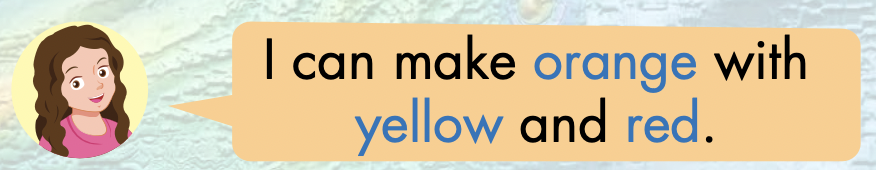 I can make orange with
yellow and red.